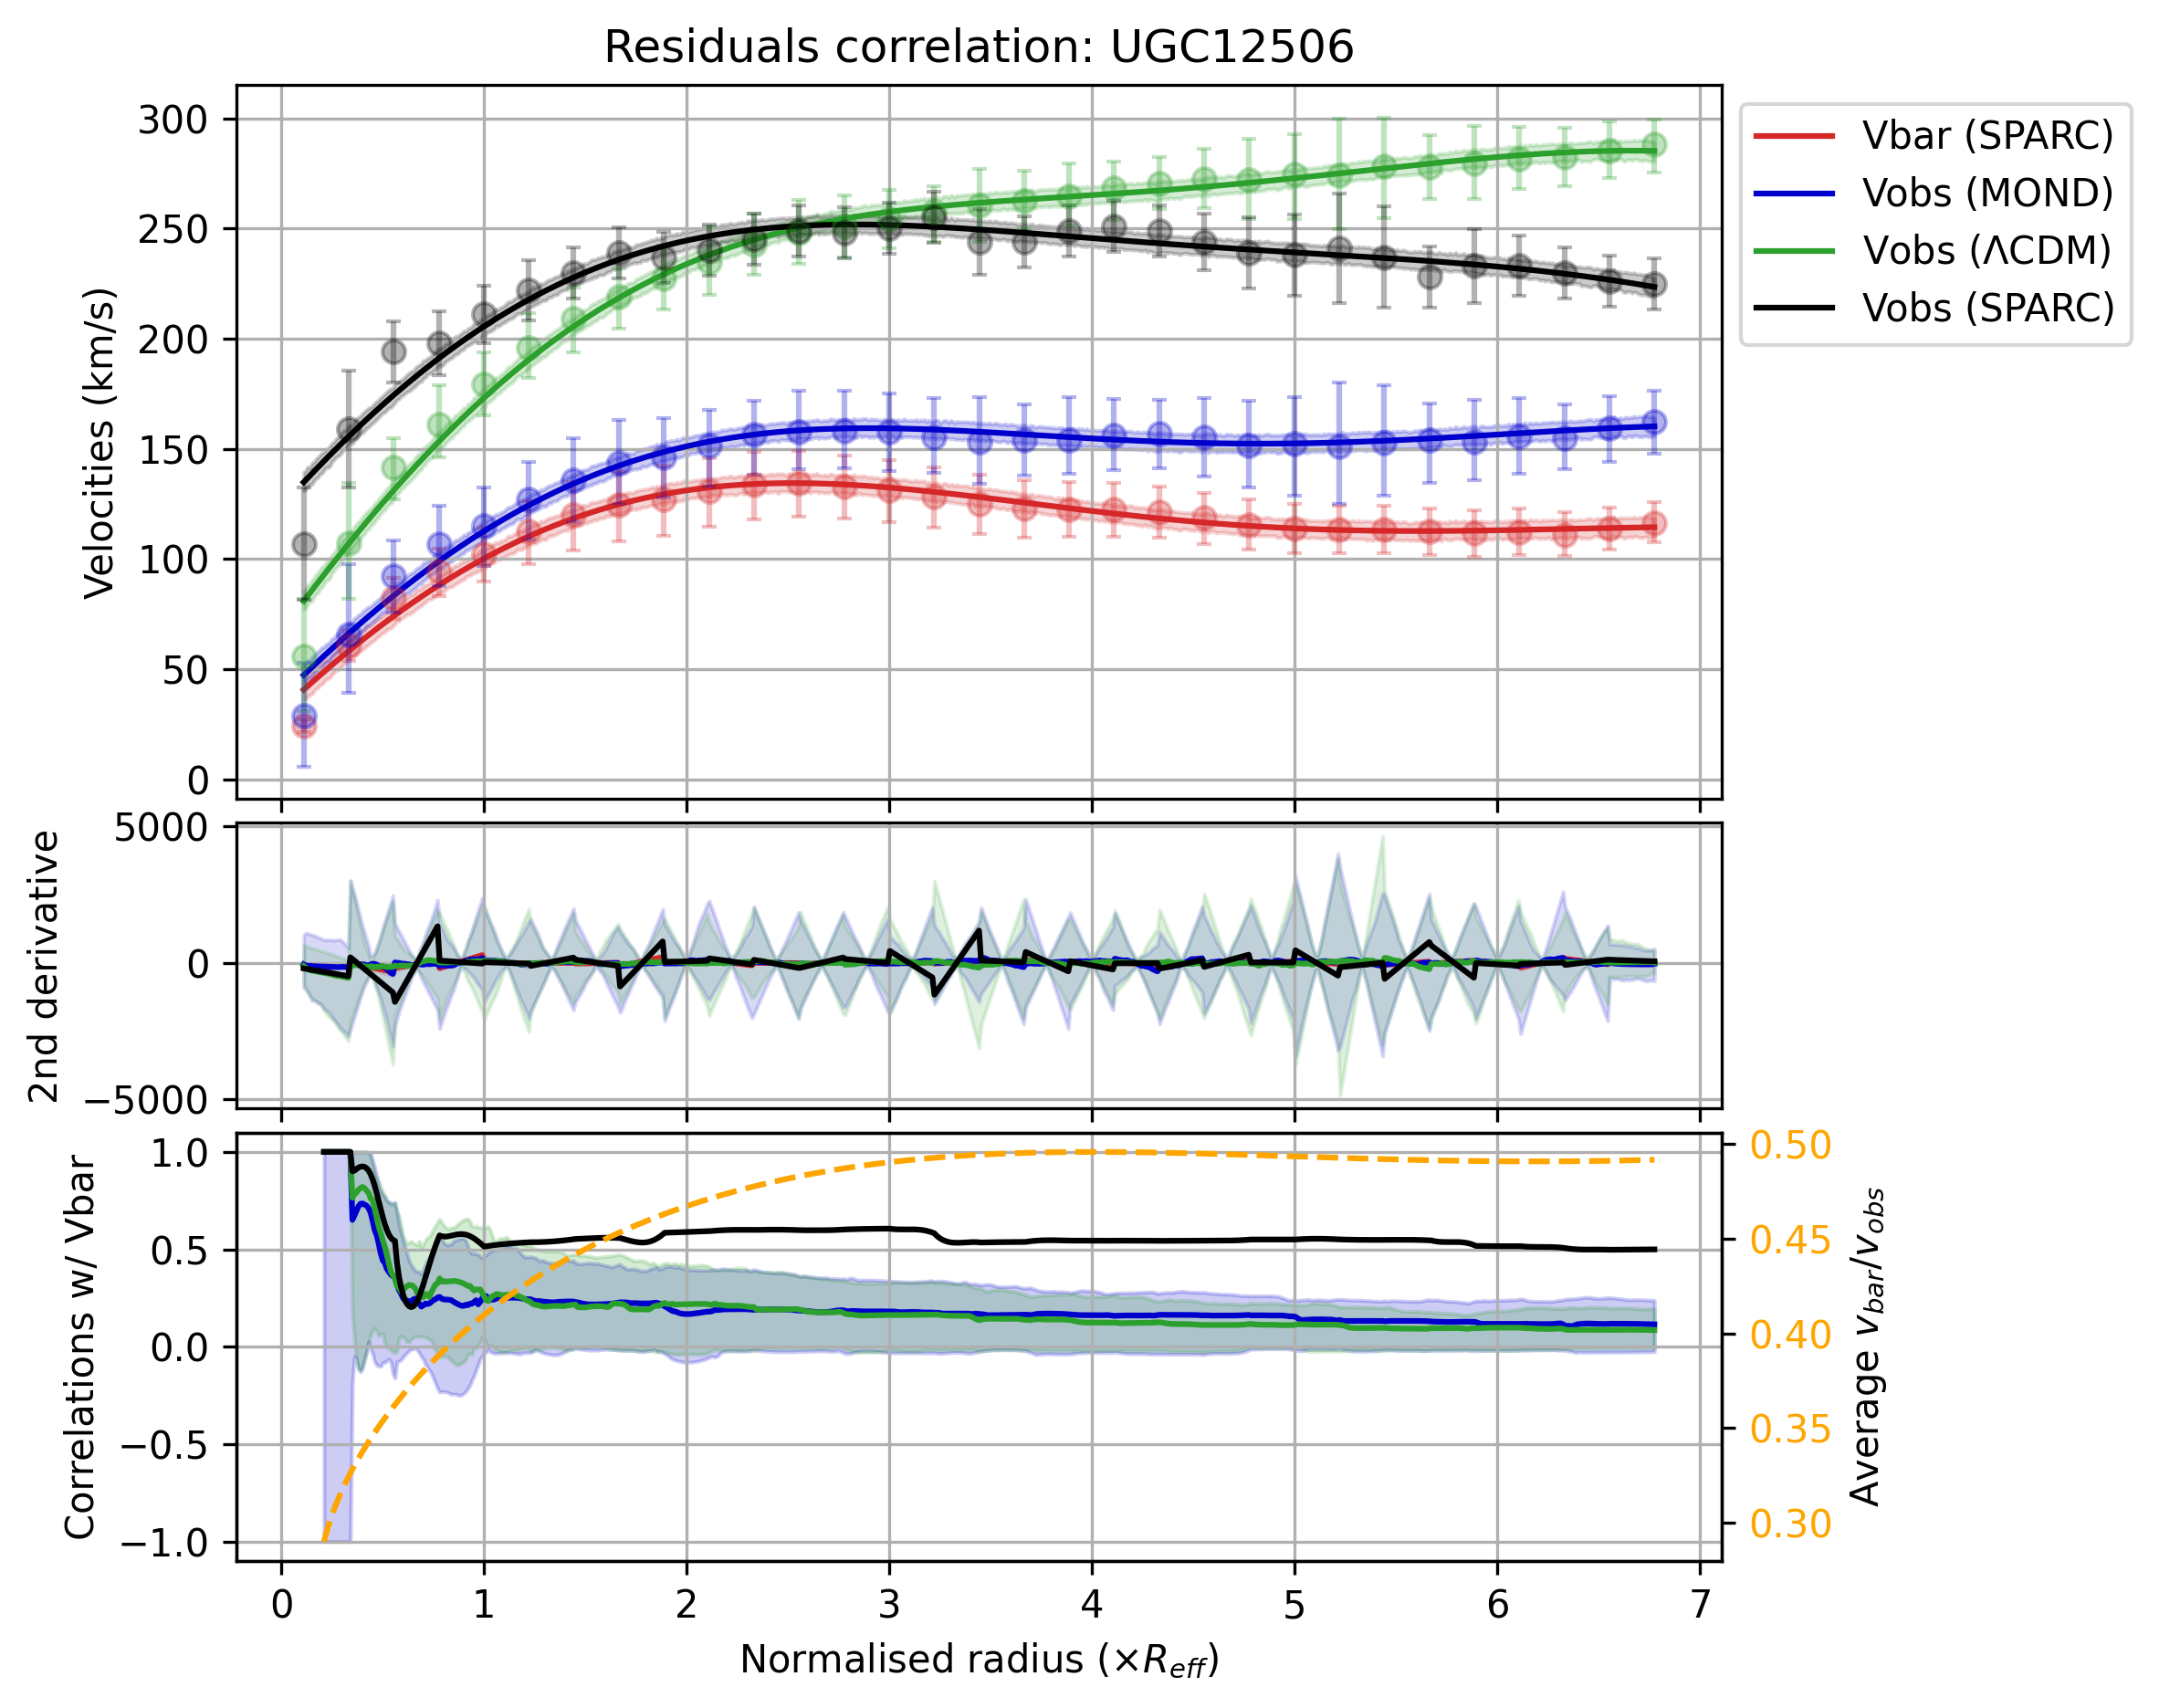 Residuals correlation: UGC12506
Velocities (km/s)
300
250
200
150
100
50
0
Vbar (SPARC)
Vobs (MOND)
Vobs (ΛCDM)
Vobs (SPARC)
2nd derivative
5000
0
−5000
Correlations w/ Vbar
1.0
0.5
0.0
−0.5
−1.0
0.50
0.45
0.40
0.35
0.30
Average v_bar/v_obs
0 1 2 3 4 5 6 7
Normalised radius (×R_eff)